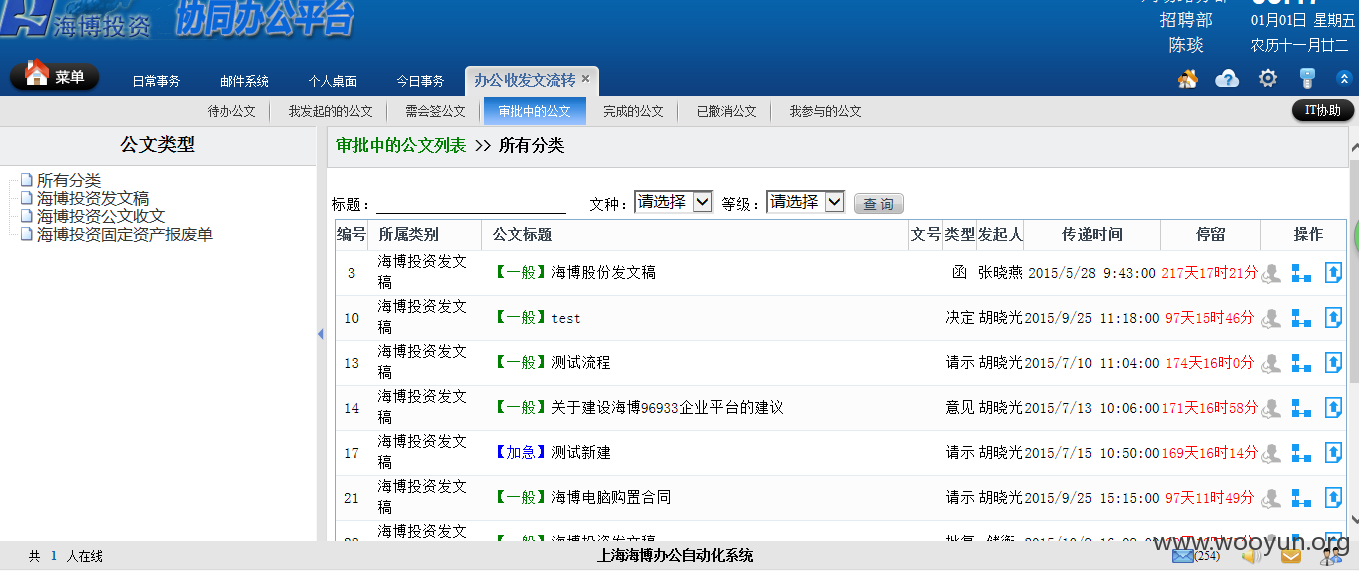 海博投资 协同办公平台
招聘部 01月01日 星期五
陈琰 农历十一月廿二
菜单 日常事务 邮件系统 个人桌面 今日事务 办公收发文流转 ×
待办公文 我发起的的公文 需会签公文 审批中的公文 完成的公文 已撤消公文 我参与的公文 IT协助
公文类型
所有分类
海博投资发文稿
海博投资公文收文
海博投资固定资产报废单
审批中的公文列表 >> 所有分类
标题： 文种：请选择 等级：请选择 查 询
编号 所属类别 公文标题 文号 类型 发起人 传递时间 停留 操作
3 海博投资发文稿 【一般】海博股份发文稿 函 张晓燕 2015/5/28 9:43:00 217天17时21分
10 海博投资发文稿 【一般】test 决定 胡晓光 2015/9/25 11:18:00 97天15时46分
13 海博投资发文稿 【一般】测试流程 请示 胡晓光 2015/7/10 11:04:00 174天16时0分
14 海博投资发文稿 【一般】关于建设海博96933企业平台的建议 意见 胡晓光 2015/7/13 10:06:00 171天16时58分
17 海博投资发文稿 【加急】测试新建 请示 胡晓光 2015/7/15 10:50:00 169天16时14分
21 海博投资发文稿 【一般】海博电脑购置合同 请示 胡晓光 2015/9/25 15:15:00 97天11时49分
海博投资发文
共 1 人在线 上海海博办公自动化系统 (254)
www.wooyun.org